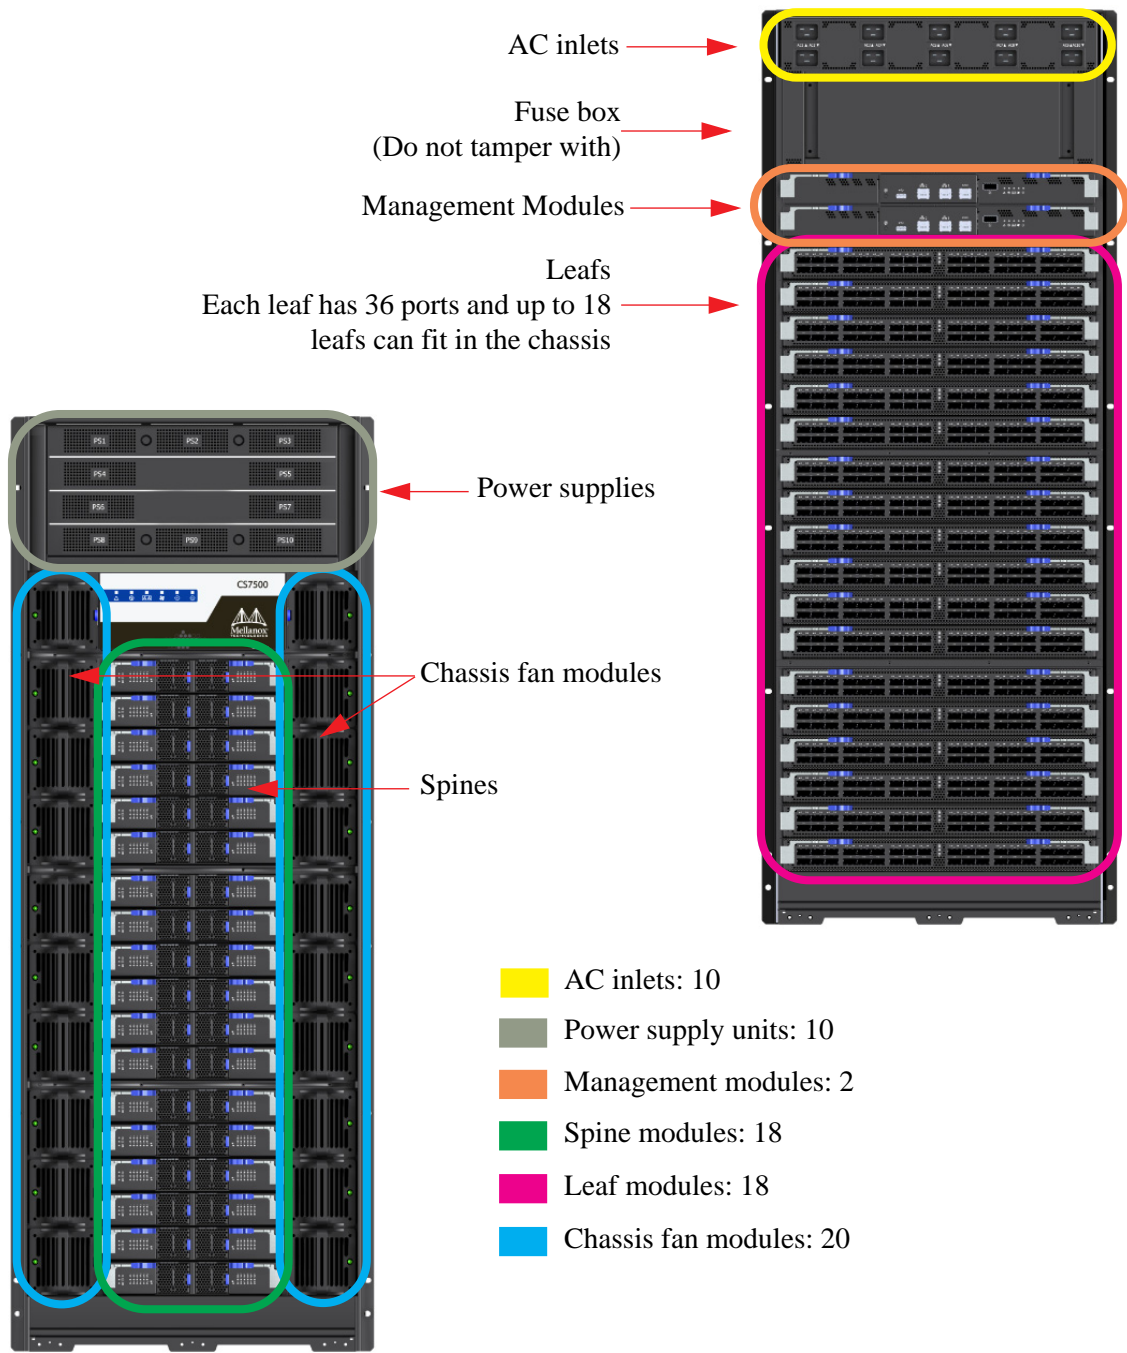 AC inlets
Fuse box
(Do not tamper with)
Management Modules
Leafs
Each leaf has 36 ports and up to 18
leafs can fit in the chassis
PS1
PS2
PS3
PS4
PS5
PS6
PS7
PS8
PS9
PS10
Power supplies
CS7500
Mellanox
TECHNOLOGIES
Chassis fan modules
Spines
AC inlets: 10
Power supply units: 10
Management modules: 2
Spine modules: 18
Leaf modules: 18
Chassis fan modules: 20